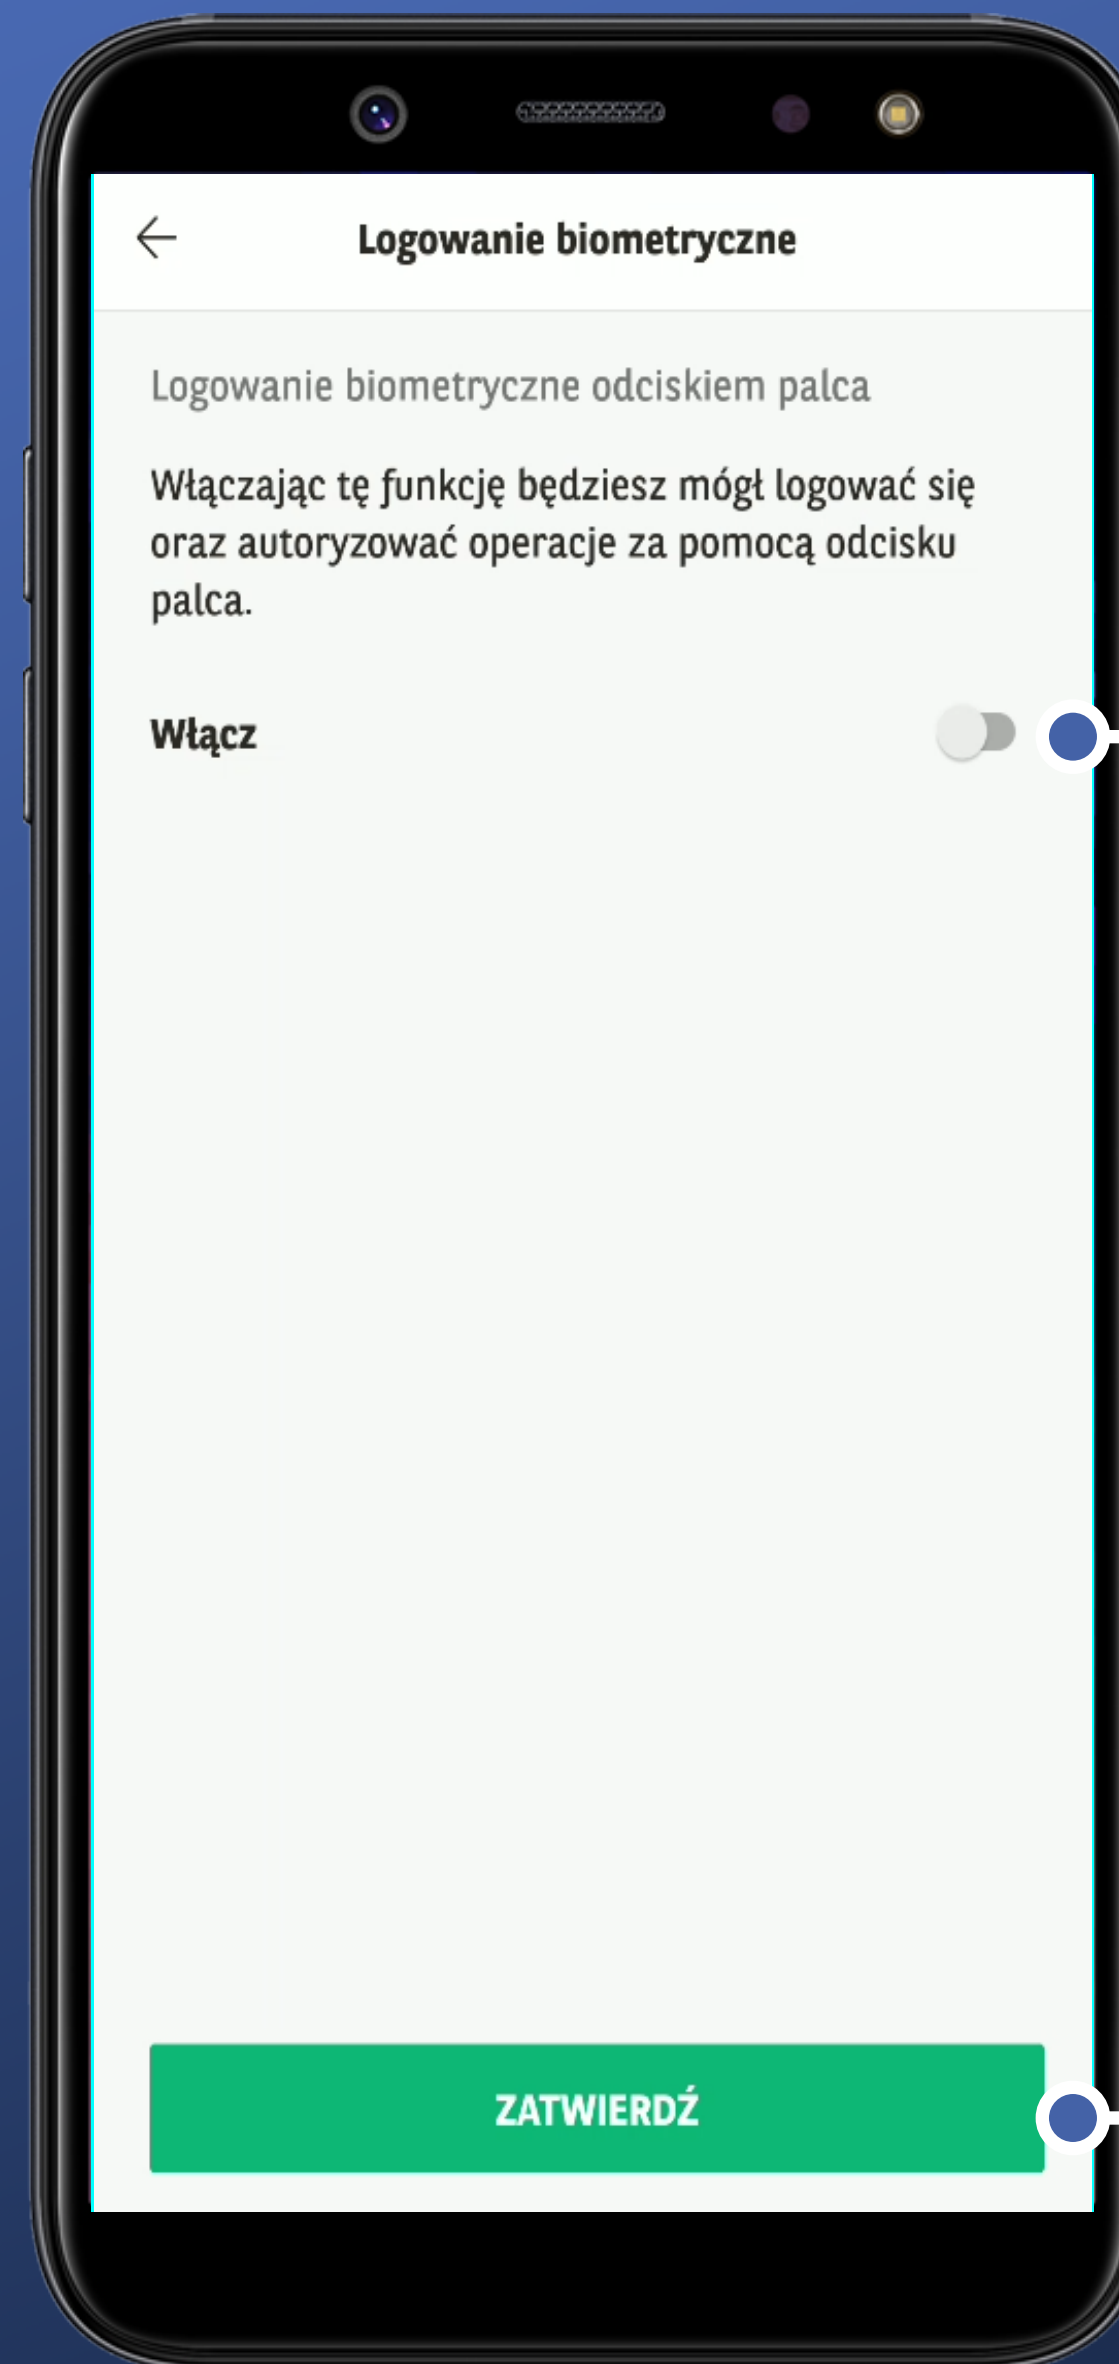 Logowanie biometryczne
Logowanie biometryczne odciskiem palca
Włączając tę funkcję będziesz mógł logować się
oraz autoryzować operacje za pomocą odcisku
palca.
Włącz
ZATWIERDŹ